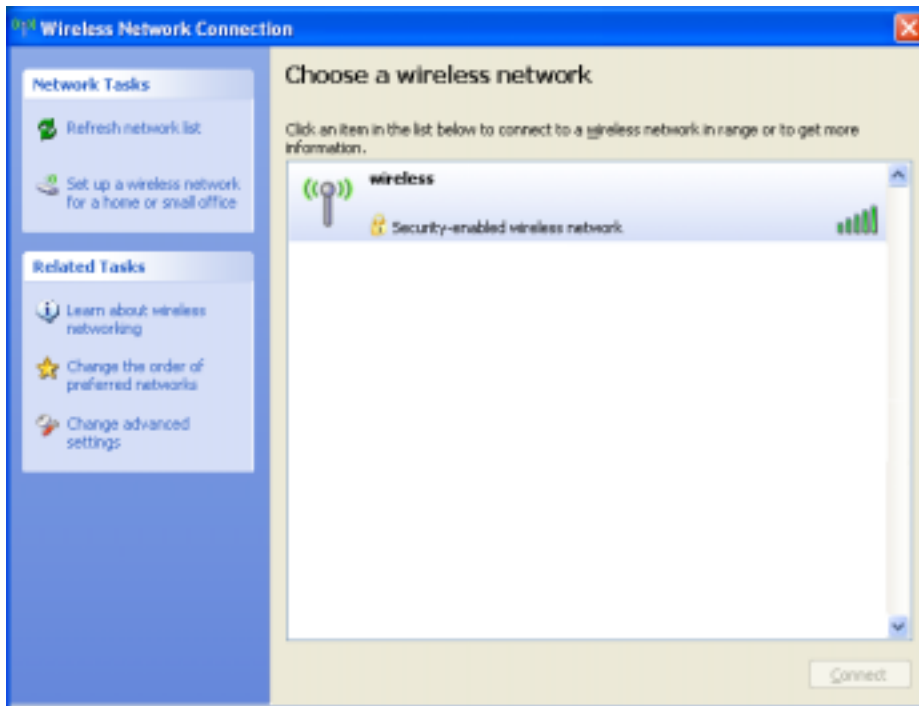 Wireless Network Connection
Network Tasks
Refresh network list
Set up a wireless network
for a home or small office
Related Tasks
Learn about wireless
networking
Change the order of
preferred networks
Change advanced
settings
Choose a wireless network
Click an item in the list below to connect to a wireless network in range or to get more
information.
wireless
Security-enabled wireless network
Connect